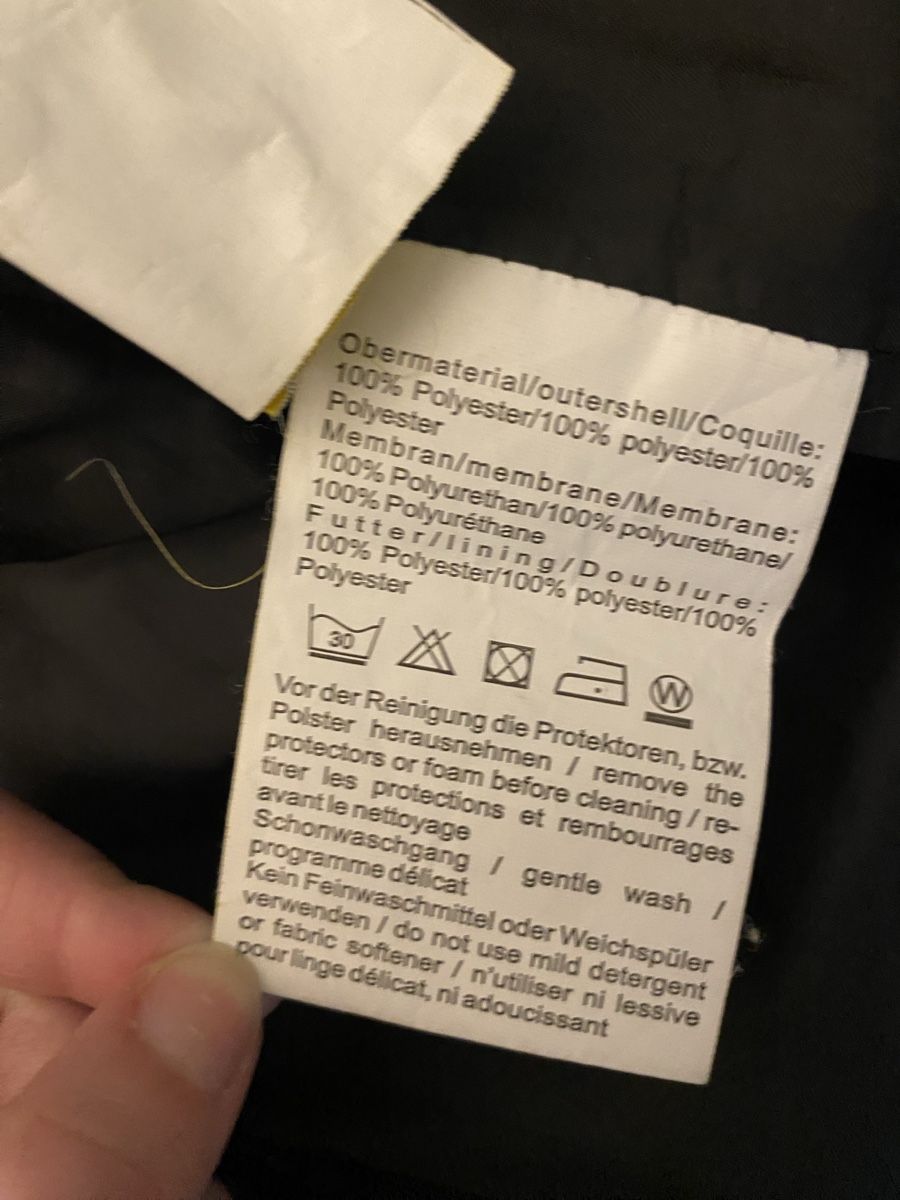 Obermaterial/outershell/Coquille:
100% Polyester/100% polyester/100%
Polyester
Membran/membrane/Membrane:
100% Polyurethan/100% polyurethane/
100% Polyuréthane
Futter/lining/Doublure:
100% Polyester/100% polyester/100%
Polyester
30 W
Vor der Reinigung die Protektoren, bzw.
Polster herausnehmen / remove the
protectors or foam before cleaning / re-
tirer les protections et rembourrages
avant le nettoyage
Schonwaschgang / gentle wash /
programme délicat
Kein Feinwaschmittel oder Weichspüler
verwenden / do not use mild detergent
or fabric softener / n'utiliser ni lessive
pour linge délicat, ni adoucissant